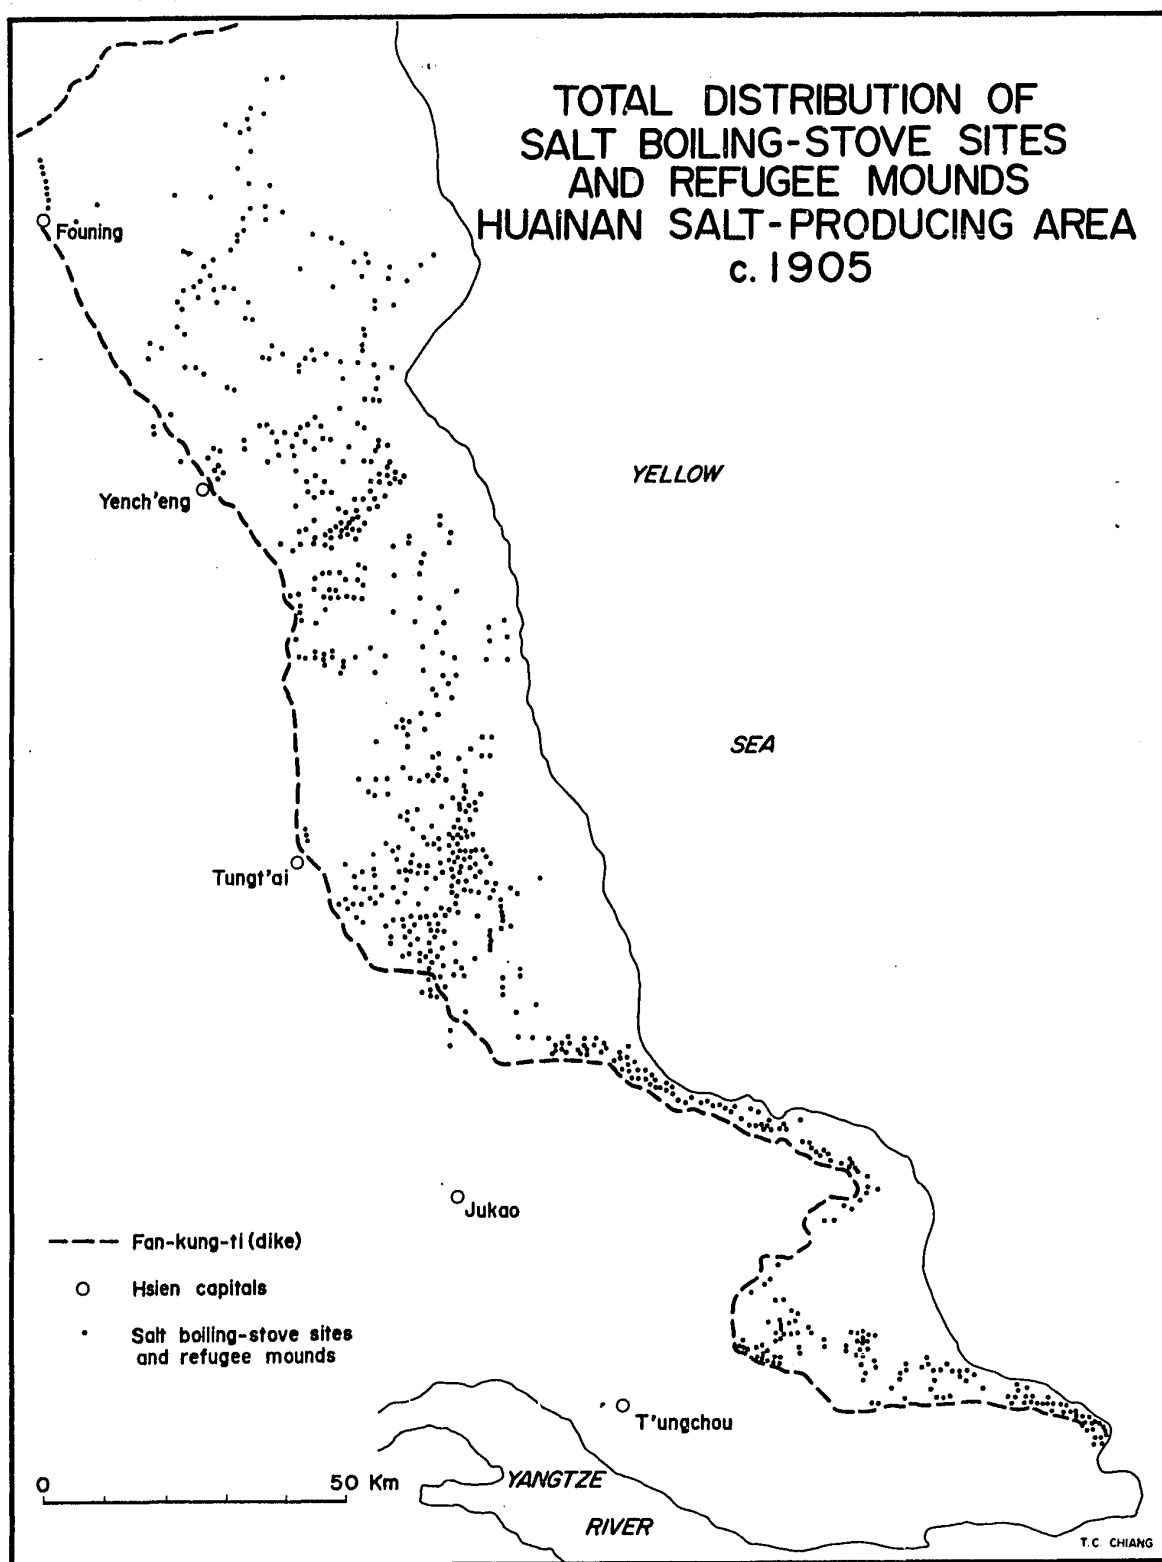 TOTAL DISTRIBUTION OF
SALT BOILING-STOVE SITES
AND REFUGEE MOUNDS
HUAINAN SALT-PRODUCING AREA
c. 1905
Founing
Yench'eng
YELLOW
SEA
Tungt'ai
Jukao
Fan-kung-ti (dike)
Hsien capitals
Salt boiling-stove sites
and refugee mounds
T'ungchou
0
50 Km
YANGTZE
RIVER
T.C. CHIANG